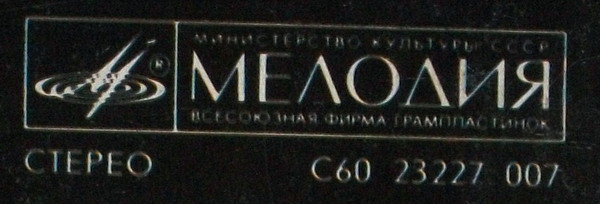 МИНИСТЕРСТВО КУЛЬТУРЫ СССР
®
МЕЛОДИЯ
ВСЕСОЮЗНАЯ ФИРМА ГРАМПЛАСТИНОК
СТЕРЕО С60 23227 007